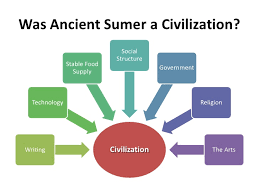 Was Ancient Sumer a Civilization?
Social
Structure
Stable Food
Supply
Government
Technology
Religion
Writing
Civilization
The Arts